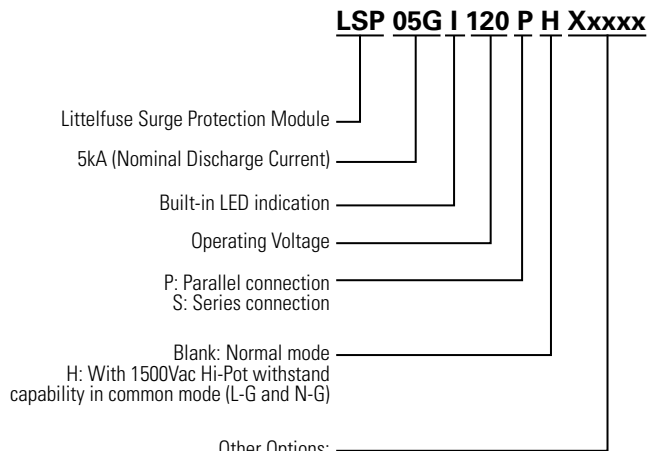 LSP 05G I 120 P H Xxxxx
Littelfuse Surge Protection Module
5kA (Nominal Discharge Current)
Built-in LED indication
Operating Voltage
P: Parallel connection
S: Series connection
Blank: Normal mode
H: With 1500Vac Hi-Pot withstand
capability in common mode (L-G and N-G)
Other Options: